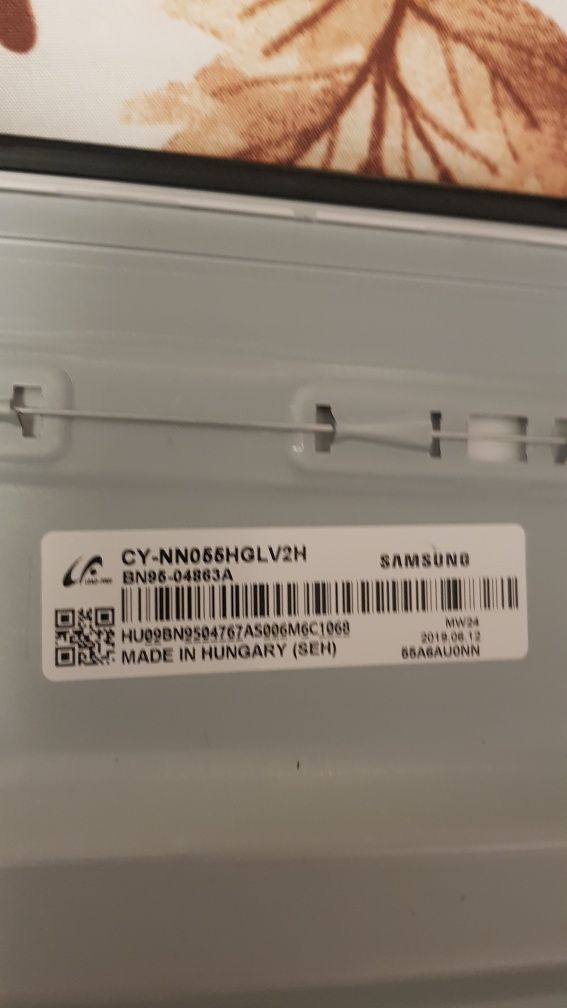 CY-NN055HGLV2H
SAMSUNG
BN95-04863A
HU09BN9504767AS006M6C1068
MW24
2019.06.12
MADE IN HUNGARY (SEH)
55A6AU0NN